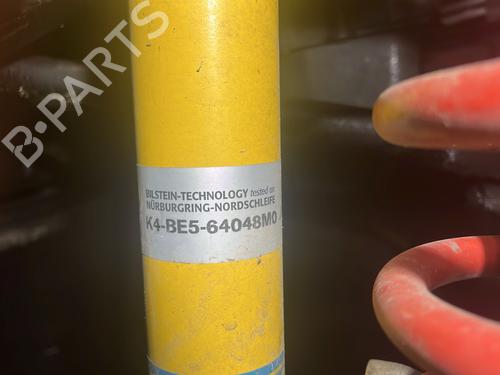 B-PARTS
BILSTEIN-TECHNOLOGY tested on
NÜRBURGRING-NORDSCHLEIFE
K4-BE5-64048M0